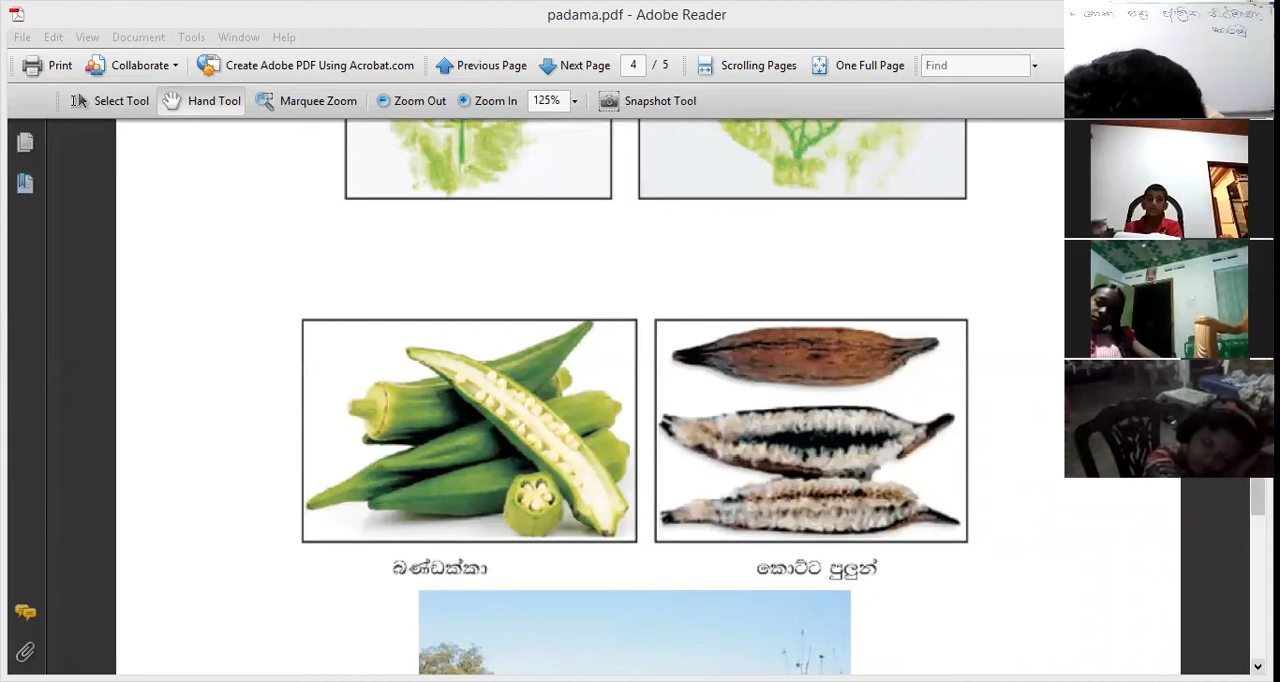 padama.pdf - Adobe Reader
File Edit View Document Tools Window Help
Print Collaborate Create Adobe PDF Using Acrobat.com Previous Page Next Page 4 / 5 Scrolling Pages One Full Page Find
Select Tool Hand Tool Marquee Zoom Zoom Out Zoom In 125% Snapshot Tool
බණ්ඩක්කා
කොට්ට පුලුන්